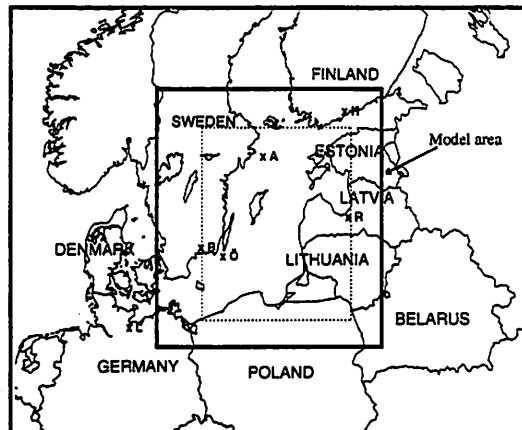 FINLAND
H
SWEDEN
A
ESTONIA
Model area
LATVIA
R
DENMARK
B
Ö
LITHUANIA
BELARUS
GERMANY
POLAND